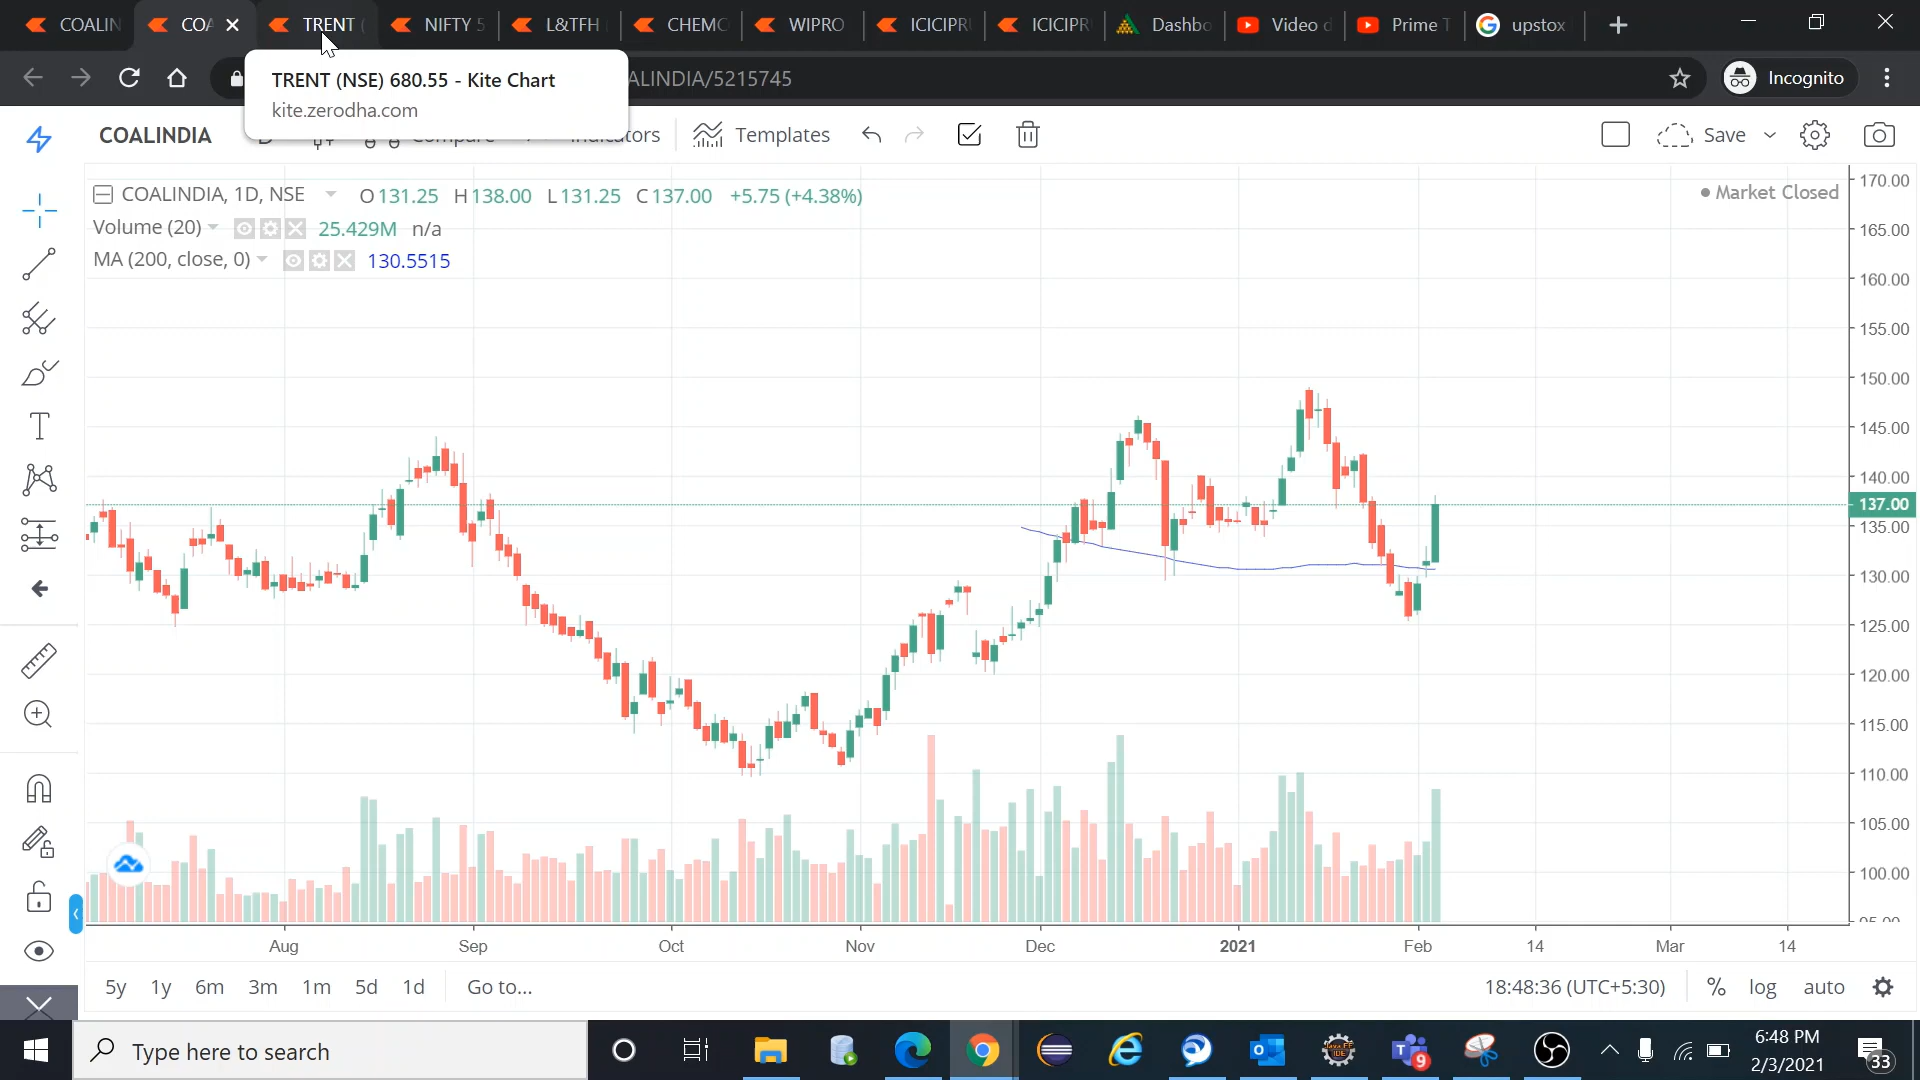 COALIN
COA
TRENT (
NIFTY 5
L&TFH
CHEMC
WIPRO
ICICIPR
ICICIPR
Dashbo
Video d
Prime T
upstox
TRENT (NSE) 680.55 - Kite Chart
kite.zerodha.com
ALINDIA/5215745
Incognito
COALINDIA
Templates
Save
COALINDIA, 1D, NSE O131.25 H138.00 L131.25 C137.00 +5.75 (+4.38%)
Market Closed
Volume (20) 25.429M n/a
MA (200, close, 0) 130.5515
170.00
165.00
160.00
155.00
150.00
145.00
140.00
137.00
135.00
130.00
125.00
120.00
115.00
110.00
105.00
100.00
Aug Sep Oct Nov Dec 2021 Feb 14 Mar 14
5y 1y 6m 3m 1m 5d 1d Go to...
18:48:36 (UTC+5:30) % log auto
Type here to search
9
6:48 PM
2/3/2021
33